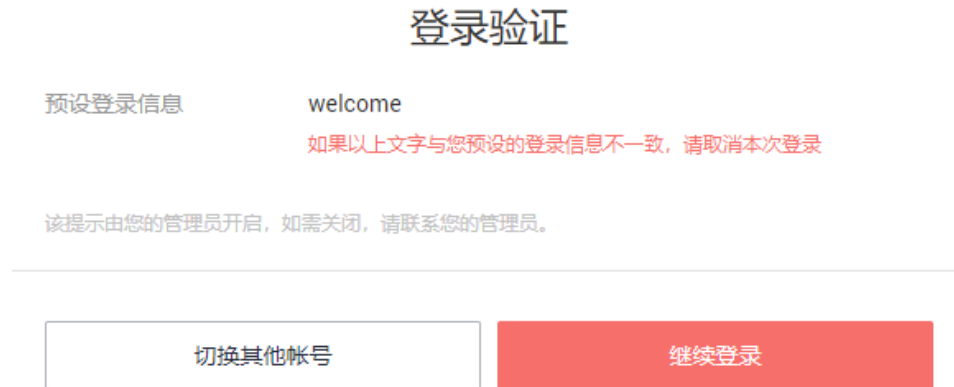 登录验证
预设登录信息 welcome
如果以上文字与您预设的登录信息不一致，请取消本次登录
该提示由您的管理员开启，如需关闭，请联系您的管理员。
切换其他帐号 继续登录